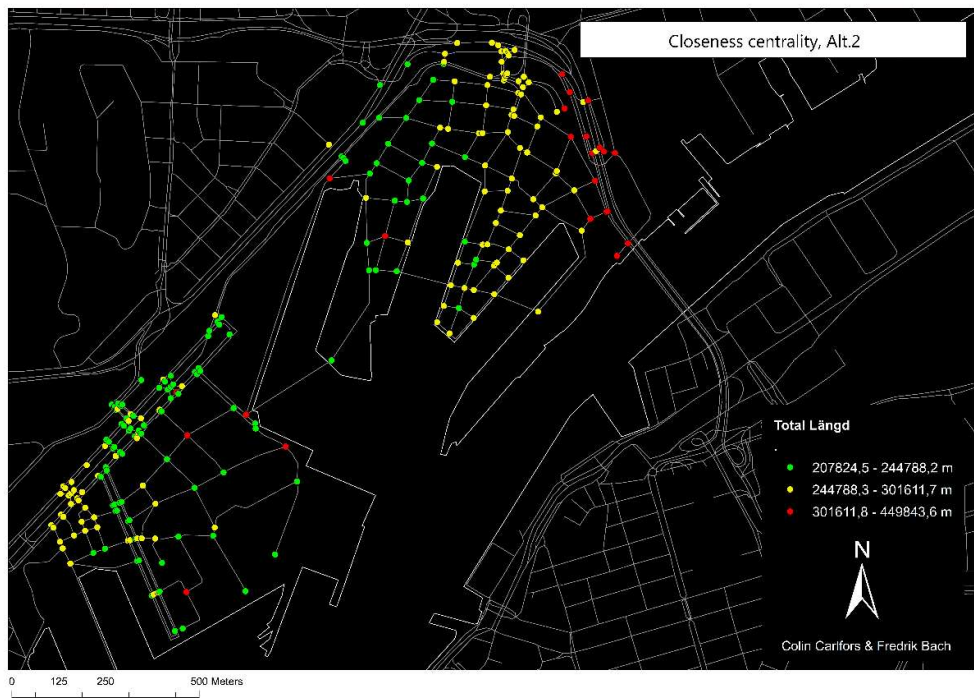 Closeness centrality, Alt.2
Total Längd
.
207824,5 - 244788,2 m
244788,3 - 301611,7 m
301611,8 - 449843,6 m
N
Colin Carlfors & Fredrik Bach
0 125 250 500 Meters